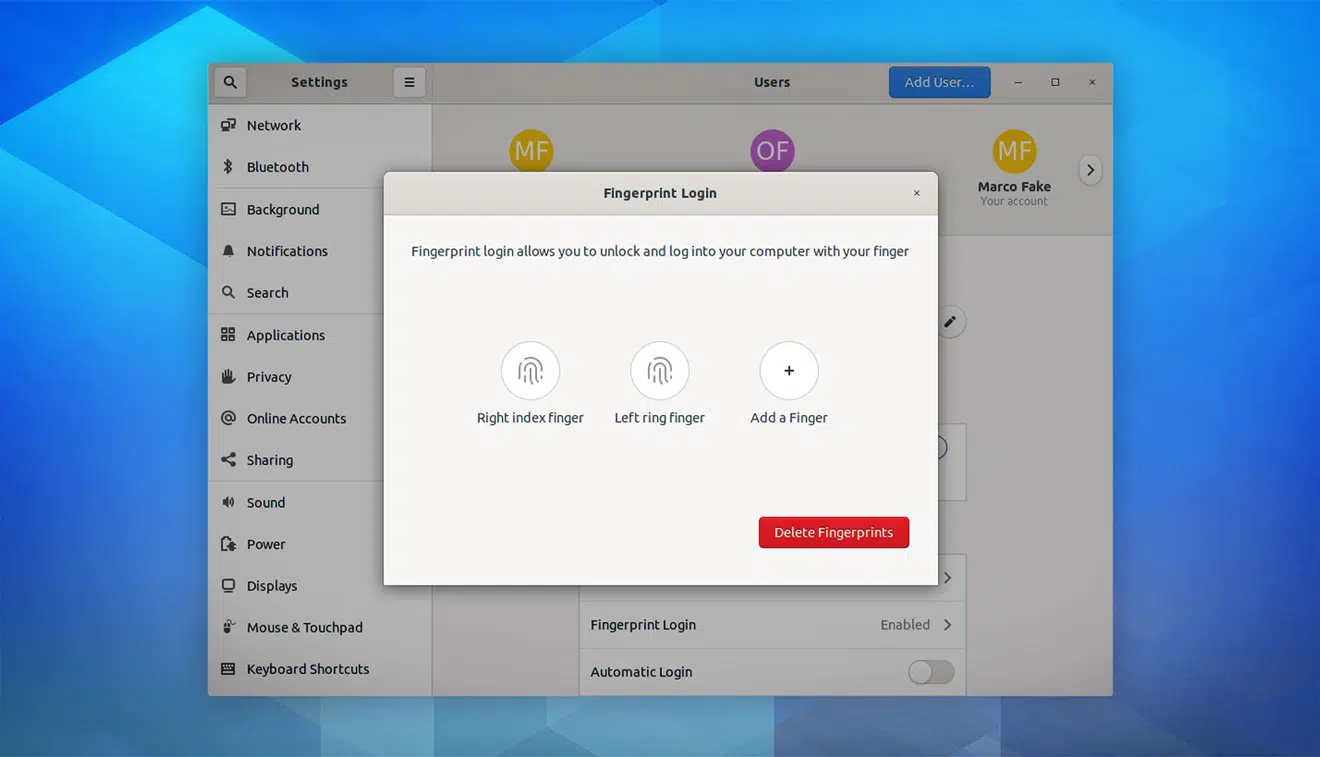 Settings
Users
Add User…
Network
Bluetooth
Background
Notifications
Search
Applications
Privacy
Online Accounts
Sharing
Sound
Power
Displays
Mouse & Touchpad
Keyboard Shortcuts
MF
OF
MF
Marco Fake
Your account
Fingerprint Login
Fingerprint login allows you to unlock and log into your computer with your finger
Right index finger
Left ring finger
Add a Finger
Delete Fingerprints
Fingerprint Login
Enabled
Automatic Login